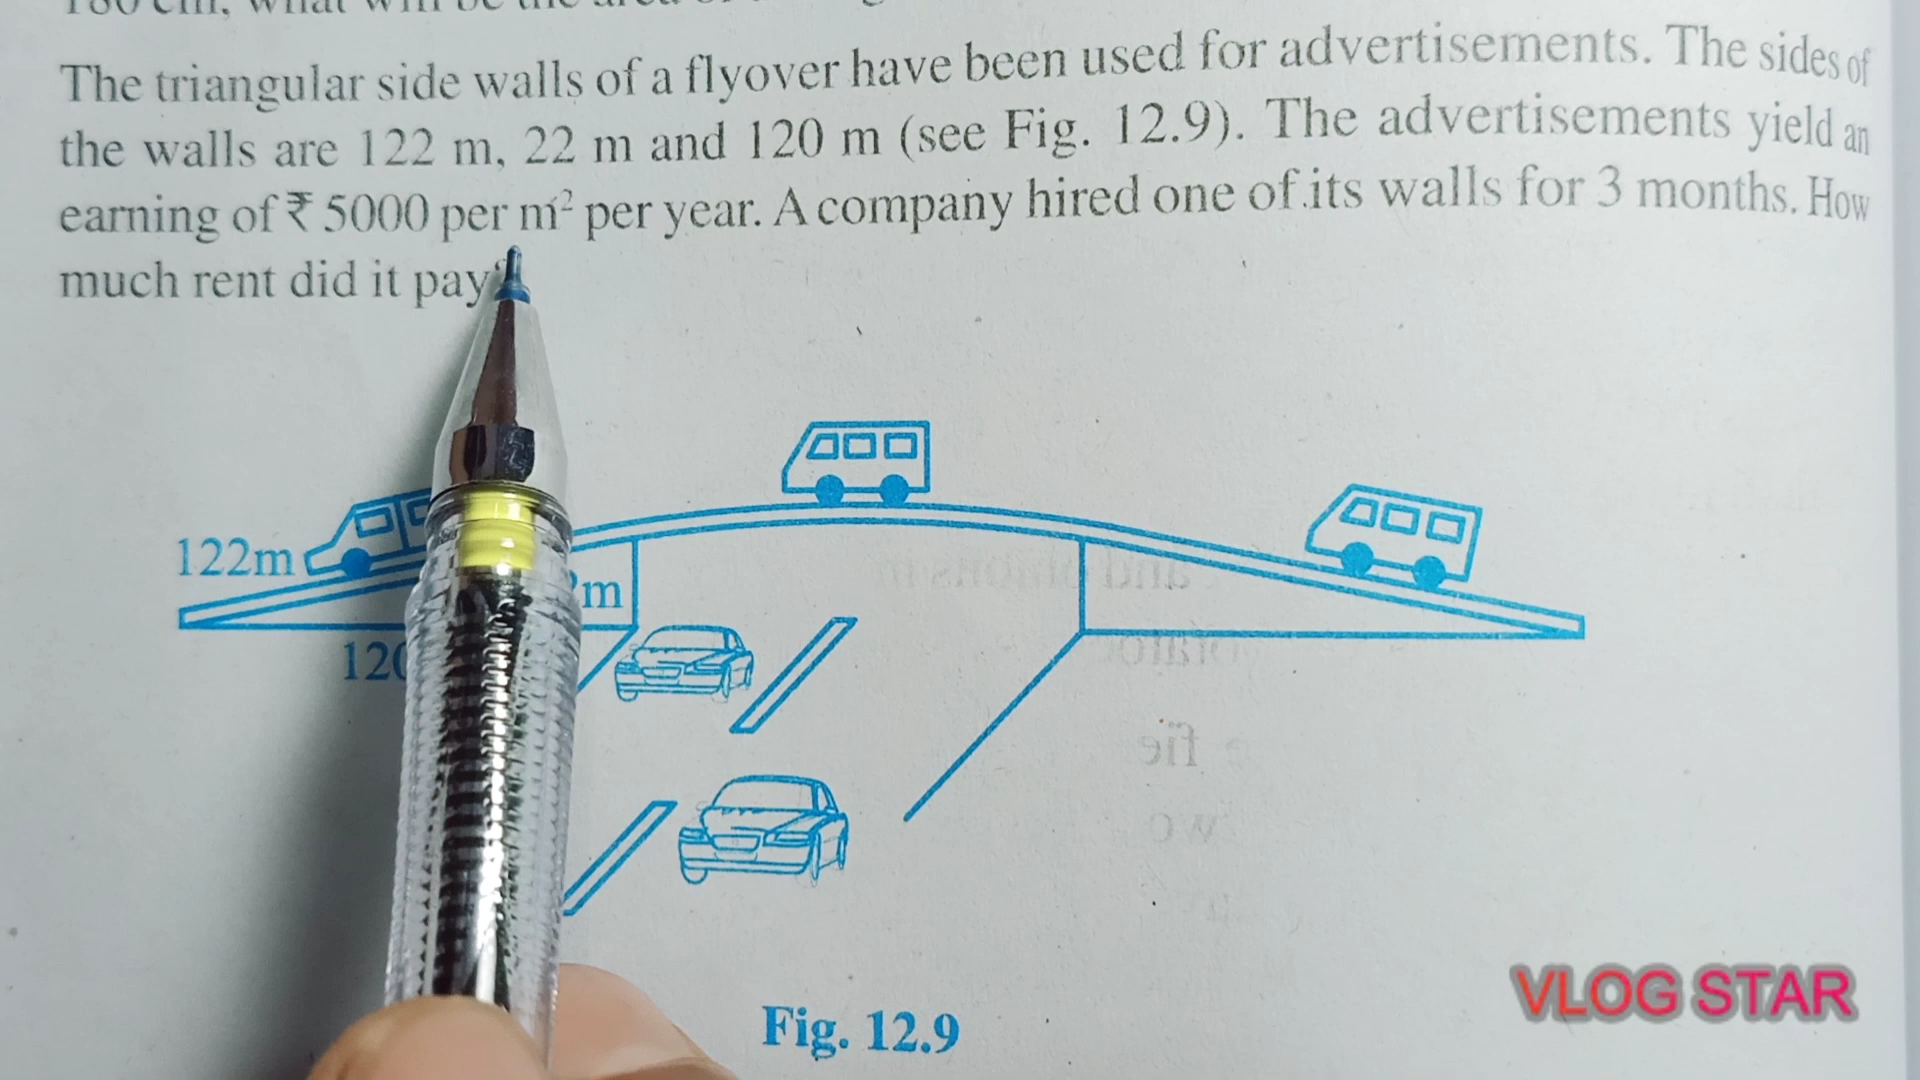 The triangular side walls of a flyover have been used for advertisements. The sides of
the walls are 122 m, 22 m and 120 m (see Fig. 12.9). The advertisements yield an
earning of ₹ 5000 per m² per year. A company hired one of its walls for 3 months. How
much rent did it pay
122m
m
Fig. 12.9
VLOG STAR